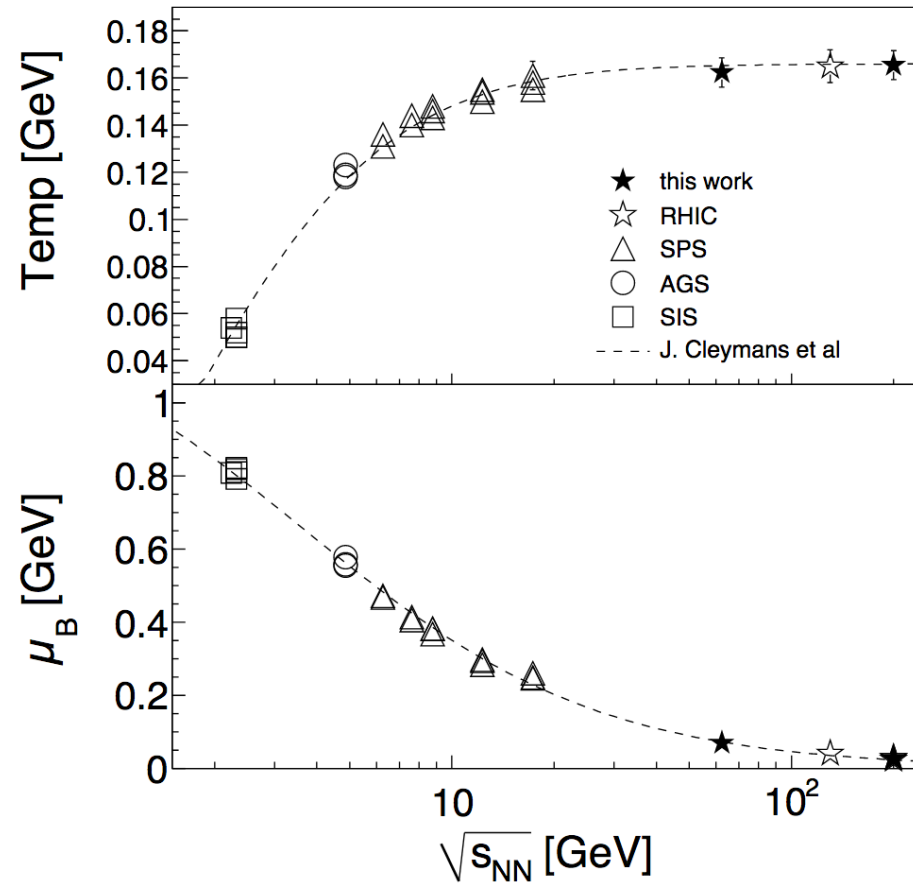 Temp [GeV]
0.18
0.16
0.14
0.12
0.1
0.08
0.06
0.04
this work
RHIC
SPS
AGS
SIS
J. Cleymans et al
μB [GeV]
1
0.8
0.6
0.4
0.2
0
10
10²
√sNN [GeV]